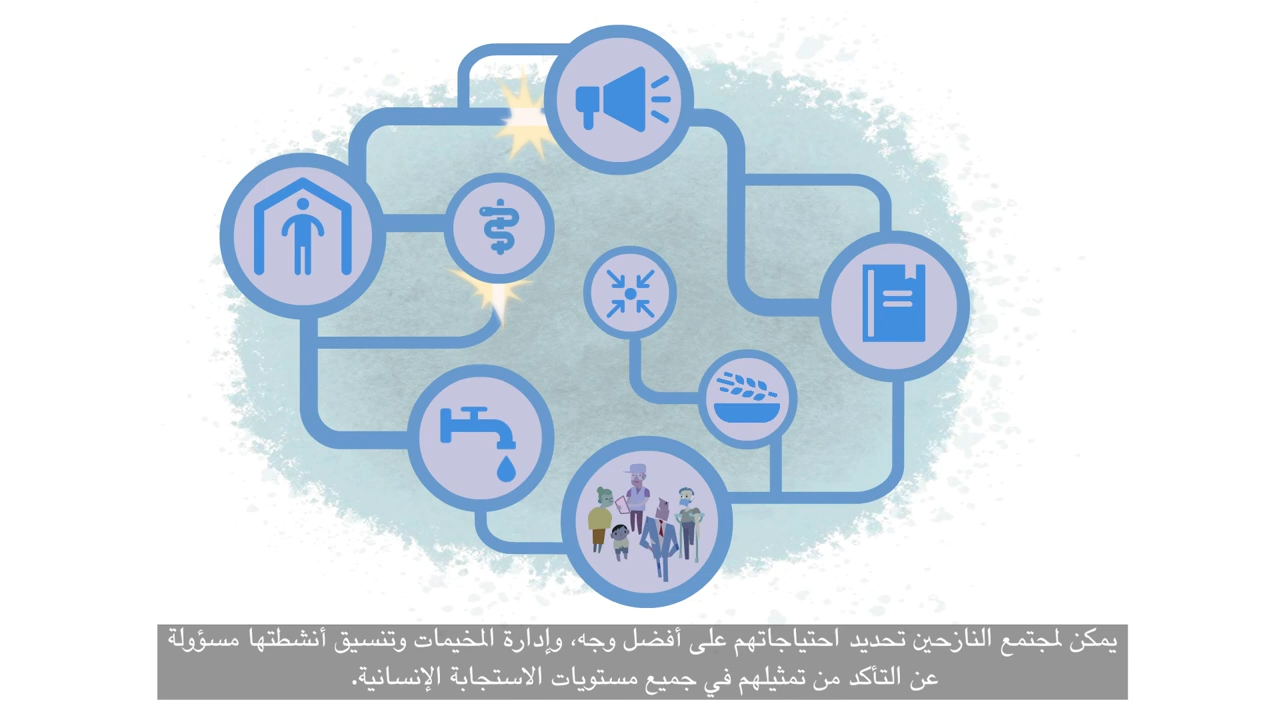 يمكن لمجتمع النازحين تحديد احتياجاتهم على أفضل وجه، وإدارة المخيمات وتنسيق أنشطتها مسؤولة
عن التأكد من تمثيلهم في جميع مستويات الاستجابة الإنسانية.